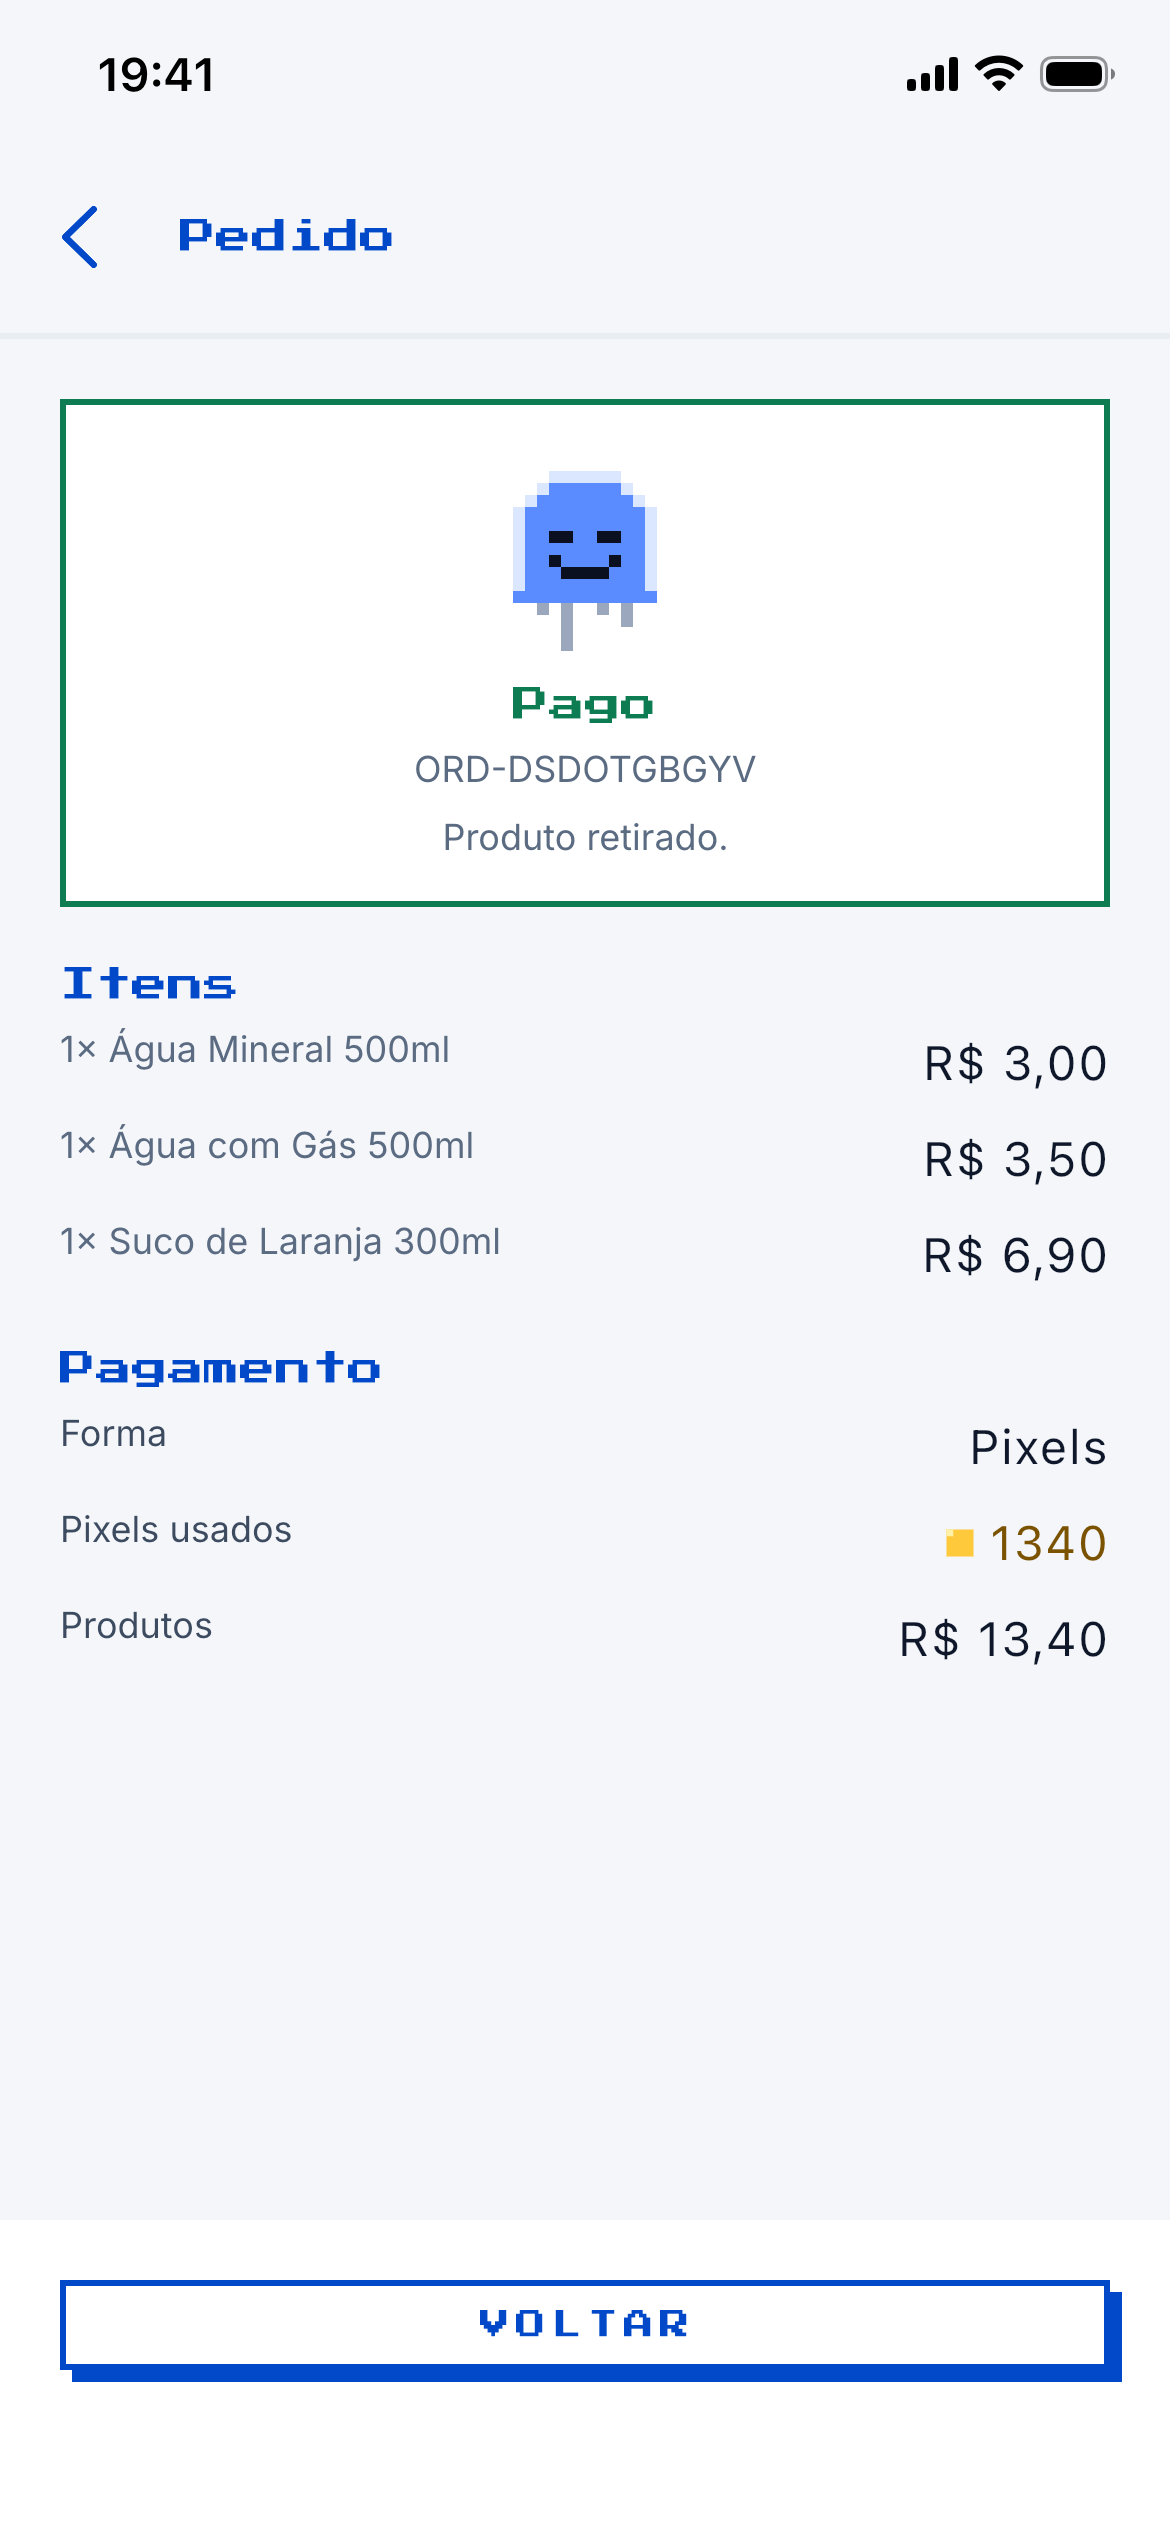 19:41
Pedido
Pago
ORD-DSDOTGBGYV
Produto retirado.
Itens
1× Água Mineral 500ml R$ 3,00
1× Água com Gás 500ml R$ 3,50
1× Suco de Laranja 300ml R$ 6,90
Pagamento
Forma Pixels
Pixels usados 1340
Produtos R$ 13,40
VOLTAR